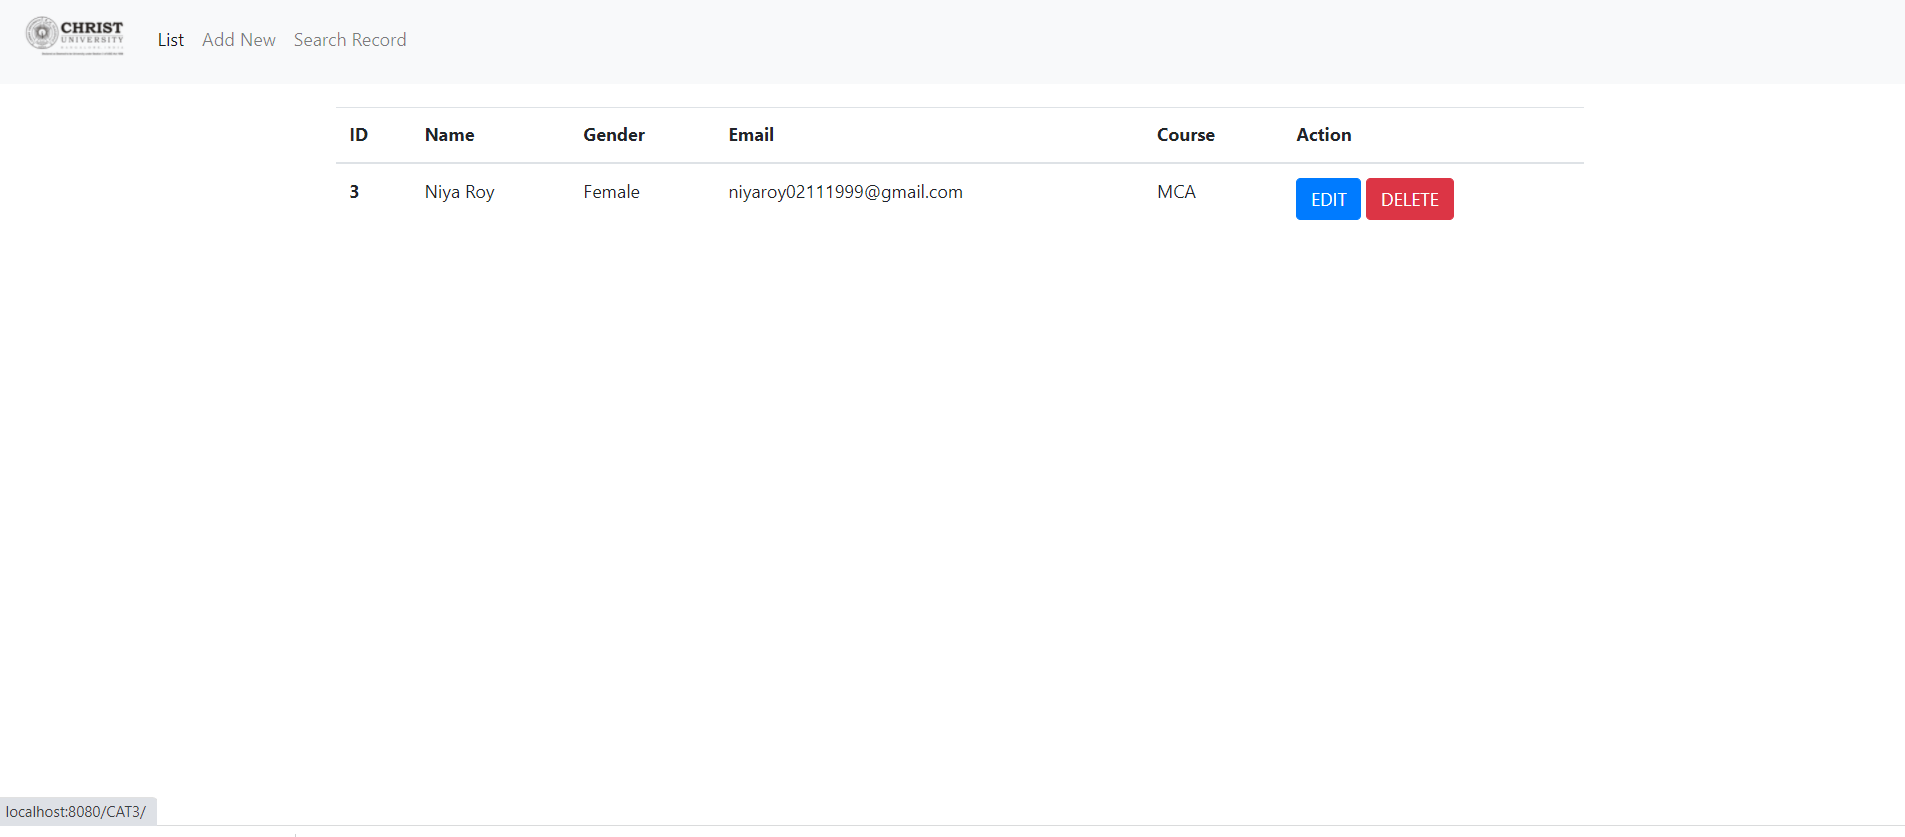 CHRIST
UNIVERSITY
List Add New Search Record
ID Name Gender Email Course Action
3 Niya Roy Female niyaroy02111999@gmail.com MCA EDIT DELETE
localhost:8080/CAT3/